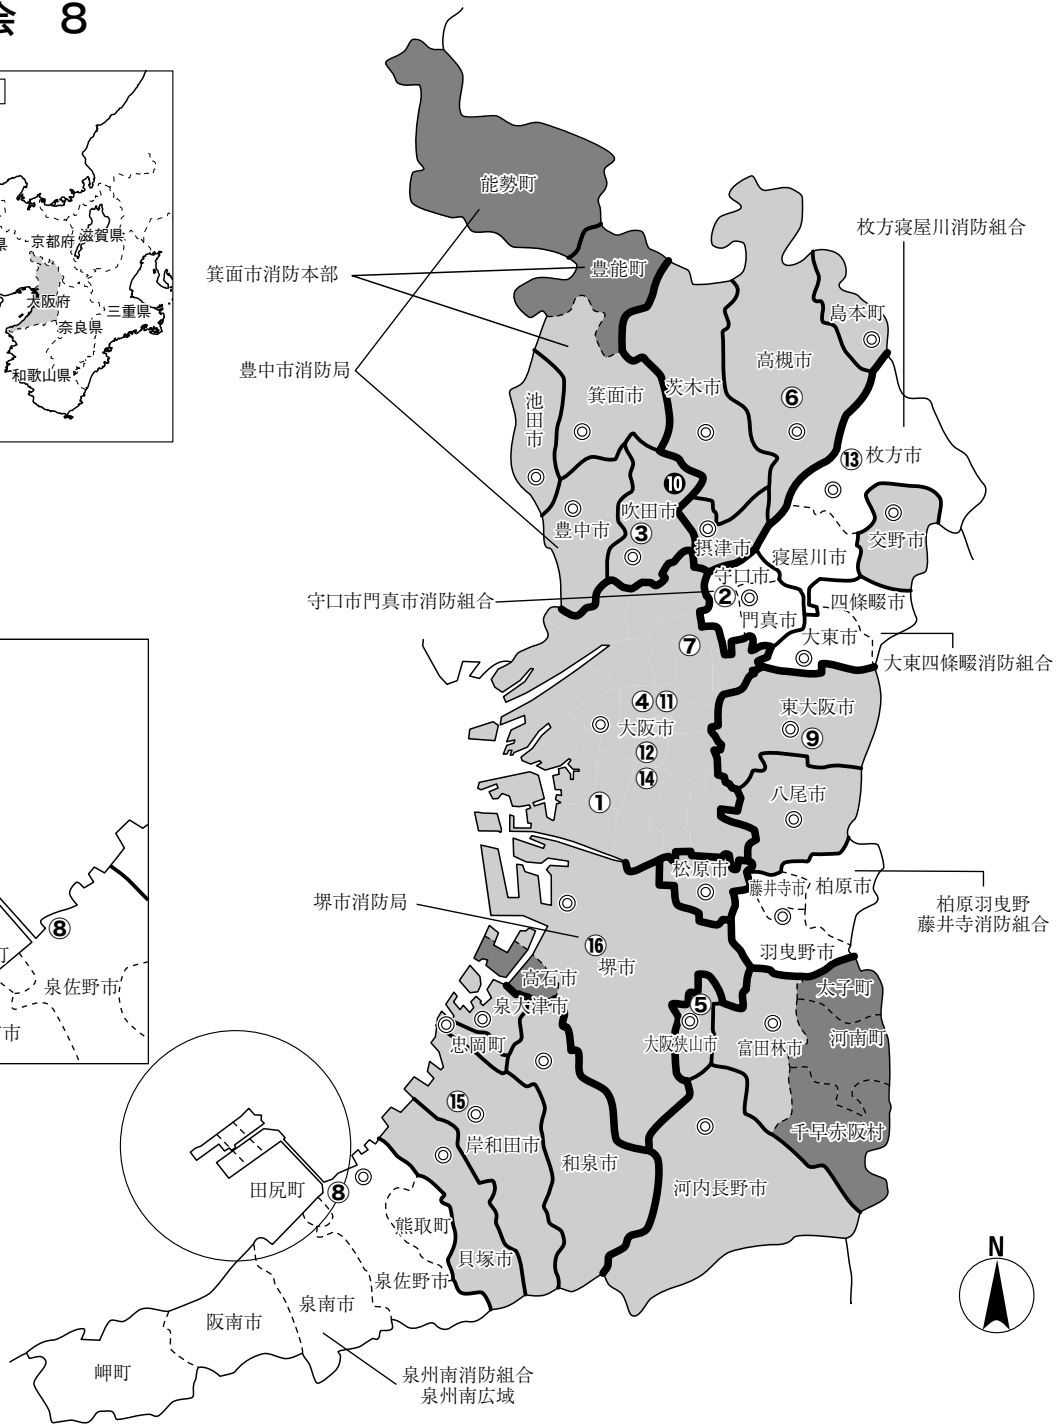 会 8
県
京都府
滋賀県
大阪府
三重県
奈良県
和歌山県
能勢町
枚方寝屋川消防組合
箕面市消防本部
豊能町
島本町
豊中市消防局
高槻市
池田市
箕面市
茨木市
⑥
⑬
枚方市
⑩
吹田市
豊中市
③
摂津市
交野市
寝屋川市
守口市
守口市門真市消防組合
②
四條畷市
門真市
大東市
⑦
大東四條畷消防組合
④
⑪
東大阪市
大阪市
⑨
⑫
⑭
八尾市
①
松原市
藤井寺市
柏原市
堺市消防局
柏原羽曳野
藤井寺消防組合
⑧
⑯
羽曳野市
堺市
高石市
町
泉佐野市
太子町
泉大津市
⑤
市
忠岡町
大阪狭山市
富田林市
河南町
⑮
岸和田市
千早赤阪村
和泉市
田尻町
⑧
河内長野市
熊取町
N
貝塚市
泉佐野市
泉南市
阪南市
岬町
泉州南消防組合
泉州南広域